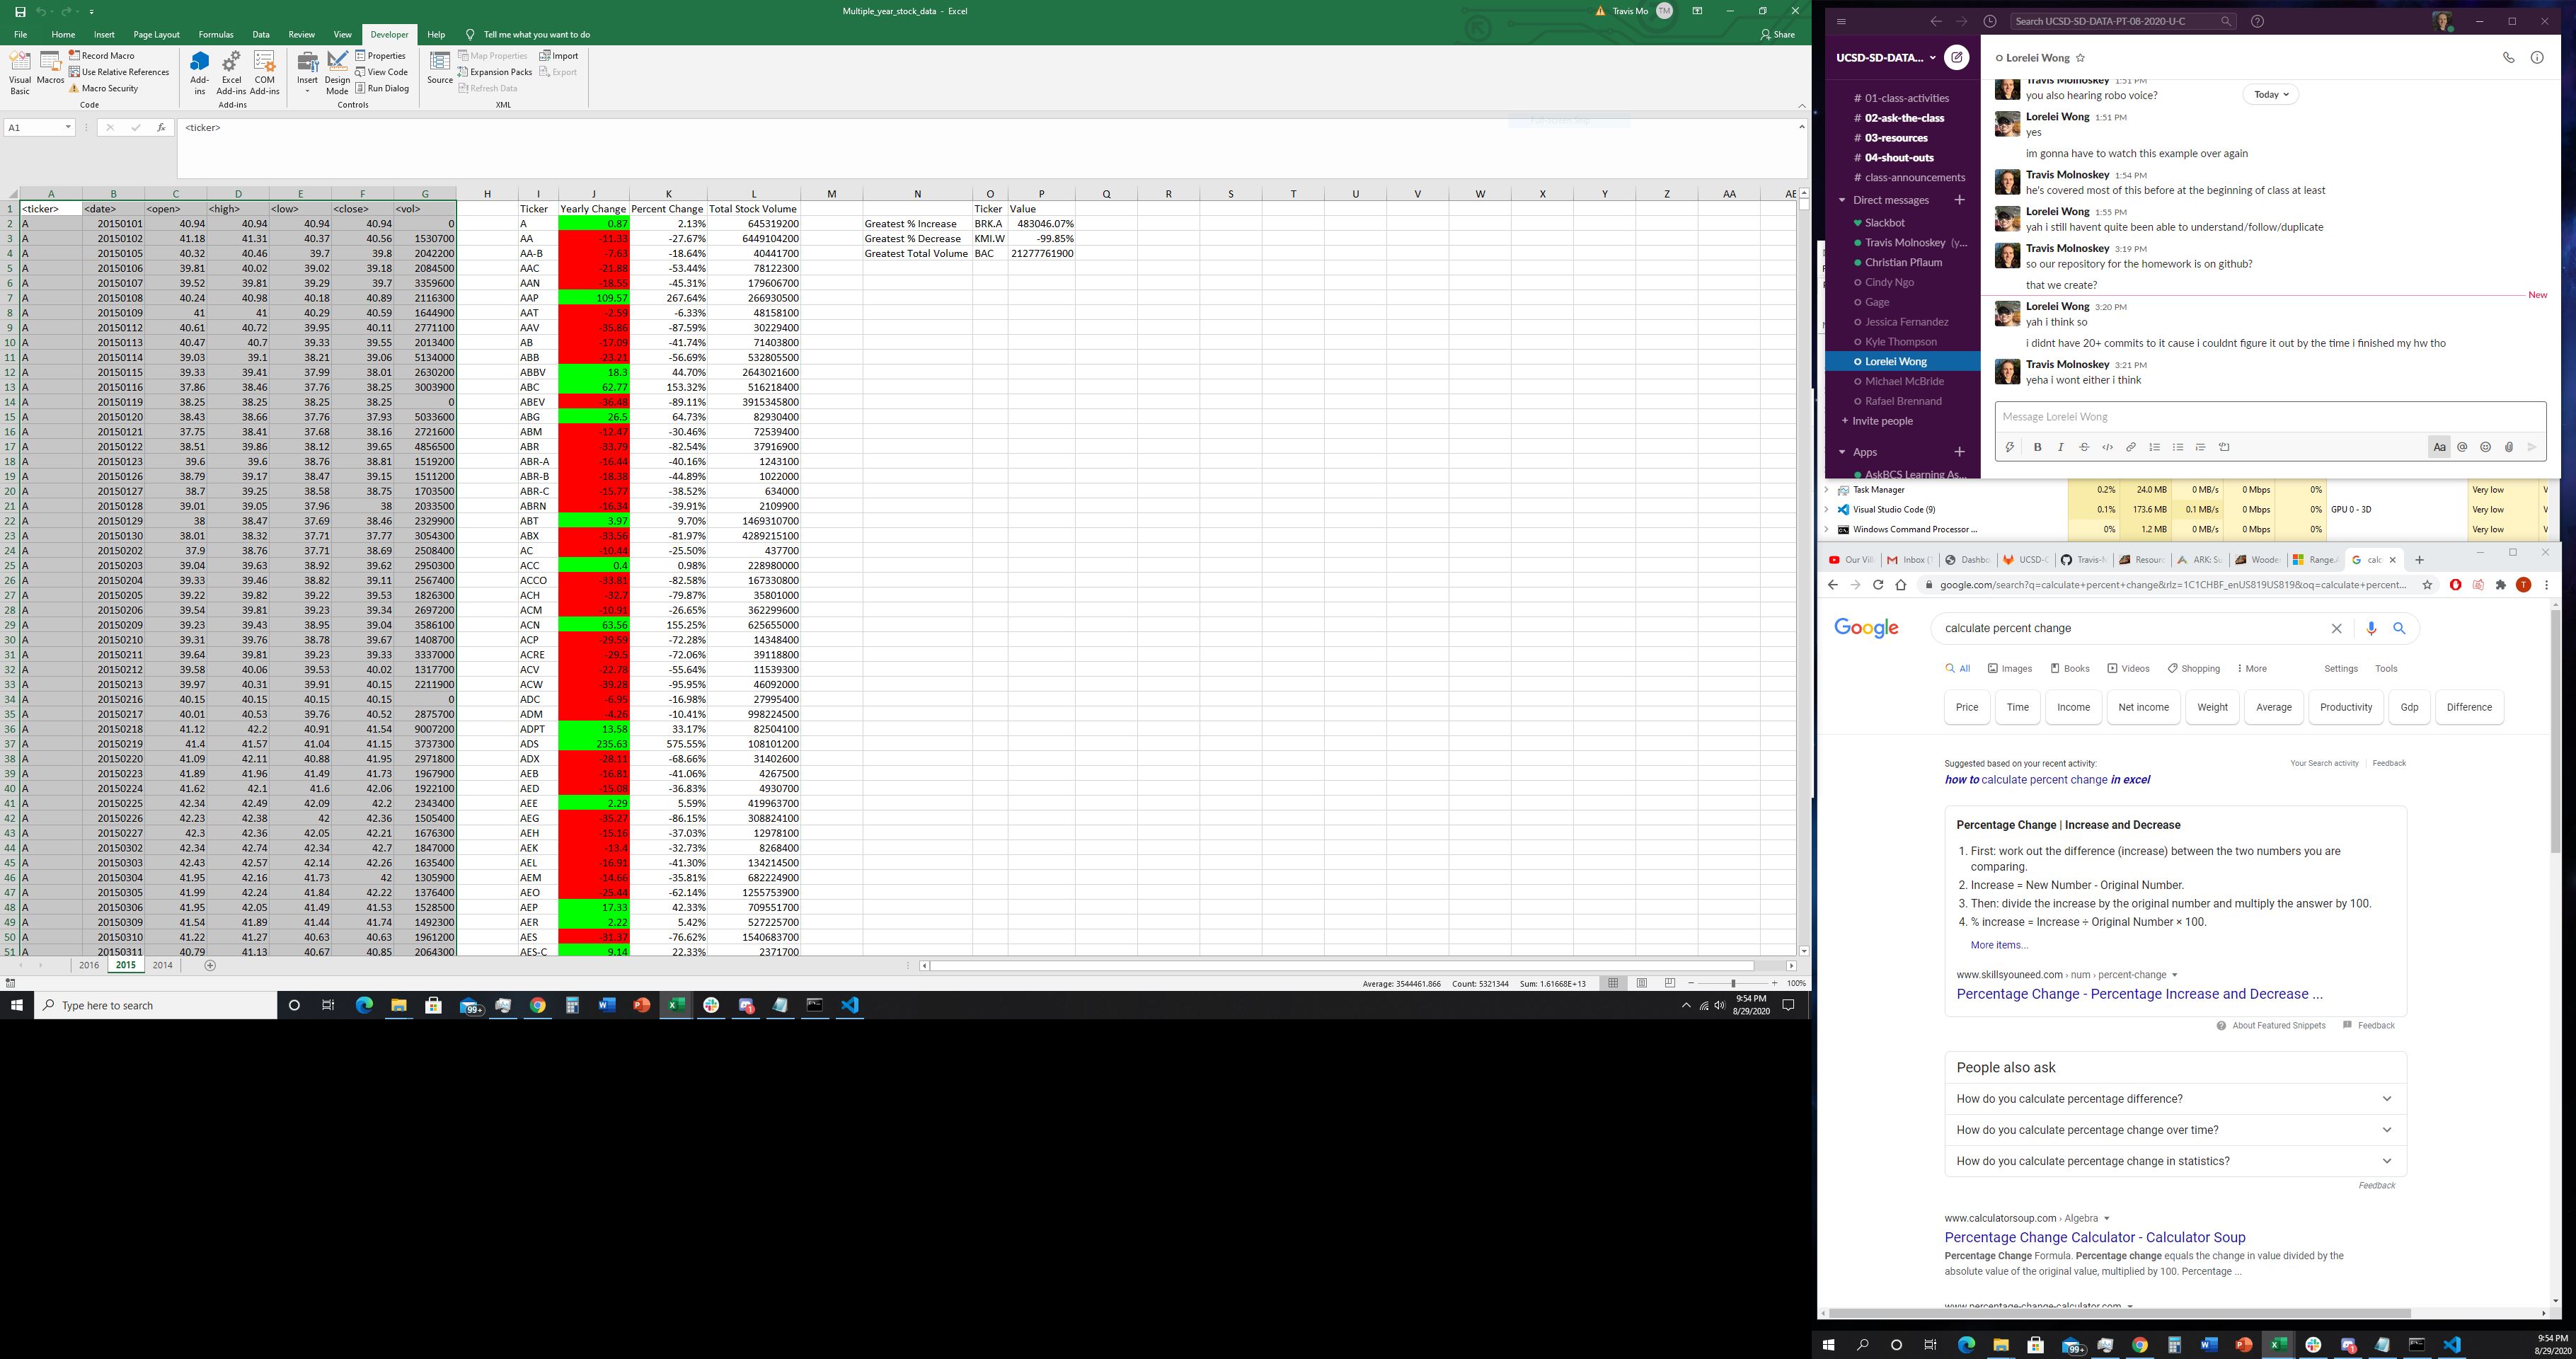 Multiple_year_stock_data - Excel
Travis Mo TM
File Home Insert Page Layout Formulas Data Review View Developer Help Tell me what you want to do Share
Visual Basic Macros Record Macro Use Relative References Macro Security Code
Add-ins Excel Add-ins COM Add-ins Add-ins
Insert Design Mode Properties View Code Run Dialog Controls
Source Map Properties Expansion Packs Refresh Data Import Export XML
A1 fx <ticker>
A B C D E F G H I J K L M N O P Q R S T U V W X Y Z AA
1 <ticker> <date> <open> <high> <low> <close> <vol> Ticker Yearly Change Percent Change Total Stock Volume Ticker Value
2 A 20150101 40.94 40.94 40.94 40.94 0 A 0.87 2.13% 645319200 Greatest % Increase BRK.A 483046.07%
3 A 20150102 41.18 41.31 40.37 40.56 1530700 AA -11.33 -27.67% 6449104200 Greatest % Decrease KMI.W -99.85%
4 A 20150105 40.32 40.46 39.7 39.8 2042200 AA-B -7.63 -18.64% 40441700 Greatest Total Volume BAC 21277761900
5 A 20150106 39.81 40.02 39.02 39.18 2084500 AAC -21.88 -53.44% 78122300
6 A 20150107 39.52 39.81 39.29 39.7 3359600 AAN -18.55 -45.31% 179606700
7 A 20150108 40.24 40.98 40.18 40.89 2116300 AAP 109.57 267.64% 266930500
8 A 20150109 41 41 40.29 40.59 1644900 AAT -2.59 -6.33% 48158100
9 A 20150112 40.61 40.72 39.95 40.11 2771100 AAV -35.86 -87.59% 30229400
10 A 20150113 40.47 40.7 39.33 39.55 2013400 AB -17.09 -41.74% 71403800
11 A 20150114 39.03 39.1 38.21 39.06 5134000 ABB -23.21 -56.69% 532805500
12 A 20150115 39.33 39.41 37.99 38.01 2630200 ABBV 18.3 44.70% 2643021600
13 A 20150116 37.86 38.46 37.76 38.25 3003900 ABC 62.77 153.32% 516218400
14 A 20150119 38.25 38.25 38.25 38.25 0 ABEV -36.48 -89.11% 3915345800
15 A 20150120 38.43 38.66 37.76 37.93 5033600 ABG 26.5 64.73% 82930400
16 A 20150121 37.75 38.41 37.68 38.16 2721600 ABM -12.47 -30.46% 72539400
17 A 20150122 38.51 39.86 38.12 39.65 4856500 ABR -33.79 -82.54% 37916900
18 A 20150123 39.6 39.6 38.76 38.81 1519200 ABR-A -16.44 -40.16% 1243100
19 A 20150126 38.79 39.17 38.47 39.15 1511200 ABR-B -18.38 -44.89% 1022000
20 A 20150127 38.7 39.25 38.58 38.75 1703500 ABR-C -15.77 -38.52% 634000
21 A 20150128 39.01 39.05 37.96 38 2033500 ABRN -16.34 -39.91% 2109900
22 A 20150129 38 38.47 37.69 38.46 2329900 ABT 3.97 9.70% 1469310700
23 A 20150130 38.01 38.32 37.71 37.77 3054300 ABX -33.56 -81.97% 4289215100
24 A 20150202 37.9 38.76 37.71 38.69 2508400 AC -10.44 -25.50% 437700
25 A 20150203 39.04 39.63 38.92 39.62 2950300 ACC 0.4 0.98% 228980000
26 A 20150204 39.33 39.46 38.82 39.11 2567400 ACCO -33.81 -82.58% 167330800
27 A 20150205 39.22 39.82 39.22 39.53 1826300 ACH -32.7 -79.87% 35801000
28 A 20150206 39.54 39.81 39.23 39.34 2697200 ACM -10.91 -26.65% 362299600
29 A 20150209 39.23 39.43 38.95 39.04 3586100 ACN 63.56 155.25% 625655000
30 A 20150210 39.31 39.76 38.78 39.67 1408700 ACP -29.59 -72.28% 14348400
31 A 20150211 39.64 39.81 39.23 39.33 3337000 ACRE -29.5 -72.06% 39118800
32 A 20150212 39.58 40.06 39.53 40.02 1317700 ACV -22.78 -55.64% 11539300
33 A 20150213 39.97 40.31 39.91 40.15 2211900 ACW -39.28 -95.95% 46092000
34 A 20150216 40.15 40.15 40.15 40.15 0 ADC -6.95 -16.98% 27995400
35 A 20150217 40.01 40.53 39.76 40.52 2875700 ADM -4.26 -10.41% 998224500
36 A 20150218 41.12 42.2 40.91 41.54 9007200 ADPT 13.58 33.17% 82504100
37 A 20150219 41.4 41.57 41.04 41.15 3737300 ADS 235.63 575.55% 108101200
38 A 20150220 41.09 42.11 40.88 41.95 2971800 ADX -28.11 -68.66% 31402600
39 A 20150223 41.89 41.96 41.49 41.73 1967900 AEB -16.81 -41.06% 4267500
40 A 20150224 41.62 42.1 41.6 42.06 1922100 AED -15.08 -36.83% 4930700
41 A 20150225 42.34 42.49 42.09 42.2 2343400 AEE 2.29 5.59% 419963700
42 A 20150226 42.23 42.38 42 42.36 1505400 AEG -35.27 -86.15% 308824100
43 A 20150227 42.3 42.36 42.05 42.21 1676300 AEH -15.16 -37.03% 12978100
44 A 20150302 42.34 42.74 42.34 42.7 1847000 AEK -13.4 -32.73% 8268400
45 A 20150303 42.43 42.57 42.14 42.26 1635400 AEL -16.91 -41.30% 134214500
46 A 20150304 41.95 42.16 41.73 42 1305900 AEM -14.66 -35.81% 682224900
47 A 20150305 41.99 42.24 41.84 42.22 1376400 AEO -25.44 -62.14% 1255753900
48 A 20150306 41.95 42.05 41.49 41.53 1528500 AEP 17.33 42.33% 709551700
49 A 20150309 41.54 41.89 41.44 41.74 1492300 AER 2.22 5.42% 527225700
50 A 20150310 41.22 41.27 40.63 40.63 1961200 AES -31.37 -76.62% 1540683700
51 A 20150311 40.79 41.13 40.67 40.85 2064300 AES-C 9.14 22.33% 2371700
2016 2015 2014
Average: 3544461.866 Count: 5321344 Sum: 1.61668E+13 100%
Type here to search
99+
9:54 PM
8/29/2020
Search UCSD-SD-DATA-PT-08-2020-U-C
UCSD-SD-DATA...
# 01-class-activities
# 02-ask-the-class
# 03-resources
# 04-shout-outs
# class-announcements
Direct messages
Slackbot
Travis Molnoskey (y...
Christian Pflaum
Cindy Ngo
Gage
Jessica Fernandez
Kyle Thompson
Lorelei Wong
Michael McBride
Rafael Brennand
+ Invite people
Apps
AskBCS Learning As...
Lorelei Wong
Travis Molnoskey 1:51 PM
you also hearing robo voice?
Today
Lorelei Wong 1:51 PM
yes
im gonna have to watch this example over again
Travis Molnoskey 1:54 PM
he's covered most of this before at the beginning of class at least
Lorelei Wong 1:55 PM
yah i still havent quite been able to understand/follow/duplicate
Travis Molnoskey 3:19 PM
so our repository for the homework is on github?
that we create?
New
Lorelei Wong 3:20 PM
yah i think so
i didnt have 20+ commits to it cause i couldnt figure it out by the time i finished my hw tho
Travis Molnoskey 3:21 PM
yeha i wont either i think
Message Lorelei Wong
Task Manager 0.2% 24.0 MB 0 MB/s 0 Mbps 0% Very low
Visual Studio Code (9) 0.1% 173.6 MB 0.1 MB/s 0 Mbps 0% GPU 0 - 3D Very low
Windows Command Processor ... 0% 1.2 MB 0 MB/s 0 Mbps 0% Very low
Our Vil Inbox ( Dashbo UCSD-C Travis-M Resourc ARK: Su Woode Range. calc
google.com/search?q=calculate+percent+change&rlz=1C1CHBF_enUS819US819&oq=calculate+percent...
Google
calculate percent change
All Images Books Videos Shopping More Settings Tools
Price Time Income Net income Weight Average Productivity Gdp Difference
Suggested based on your recent activity: Your Search activity Feedback
how to calculate percent change in excel
Percentage Change | Increase and Decrease
1. First: work out the difference (increase) between the two numbers you are
comparing.
2. Increase = New Number - Original Number.
3. Then: divide the increase by the original number and multiply the answer by 100.
4. % increase = Increase ÷ Original Number × 100.
More items...
www.skillsyouneed.com › num › percent-change
Percentage Change - Percentage Increase and Decrease ...
About Featured Snippets Feedback
People also ask
How do you calculate percentage difference?
How do you calculate percentage change over time?
How do you calculate percentage change in statistics?
Feedback
www.calculatorsoup.com › Algebra
Percentage Change Calculator - Calculator Soup
Percentage Change Formula. Percentage change equals the change in value divided by the
absolute value of the original value, multiplied by 100. Percentage ...
www.percentage-change-calculator.com
99+
9:54 PM
8/29/2020